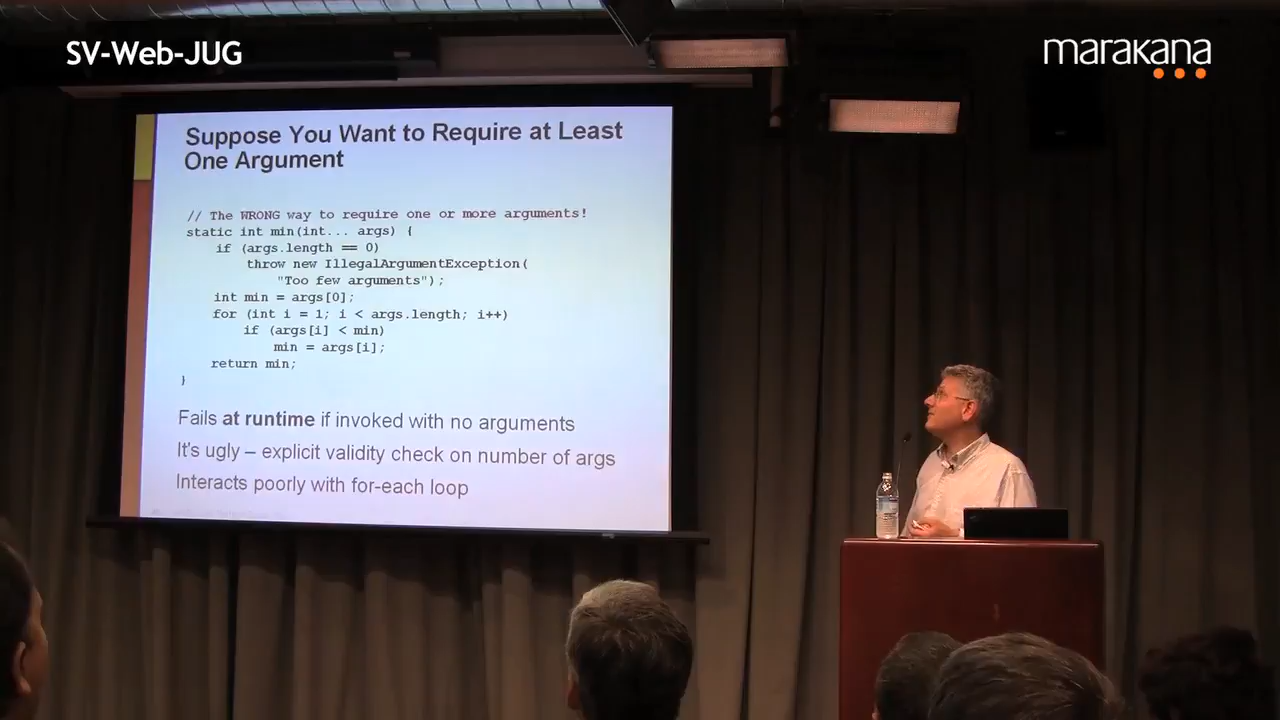 SV-Web-JUG
marakana
Suppose You Want to Require at Least
One Argument
// The WRONG way to require one or more arguments!
static int min(int... args) {
if (args.length == 0)
throw new IllegalArgumentException(
"Too few arguments");
int min = args[0];
for (int i = 1; i < args.length; i++)
if (args[i] < min)
min = args[i];
return min;
}
Fails at runtime if invoked with no arguments
It's ugly – explicit validity check on number of args
Interacts poorly with for-each loop